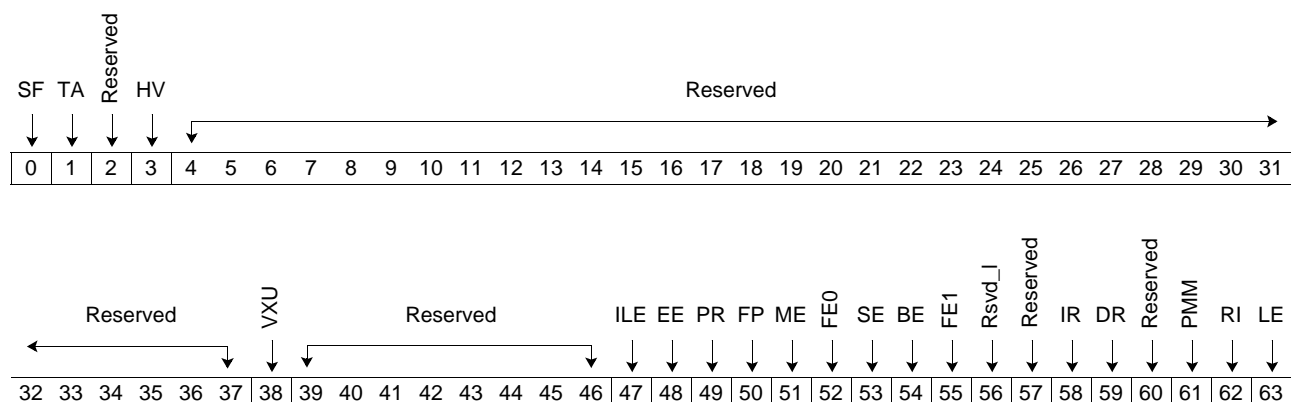 SF TA Reserved HV Reserved
0 1 2 3 4 5 6 7 8 9 10 11 12 13 14 15 16 17 18 19 20 21 22 23 24 25 26 27 28 29 30 31
Reserved VXU Reserved ILE EE PR FP ME FE0 SE BE FE1 Rsvd_I Reserved IR DR Reserved PMM RI LE
32 33 34 35 36 37 38 39 40 41 42 43 44 45 46 47 48 49 50 51 52 53 54 55 56 57 58 59 60 61 62 63